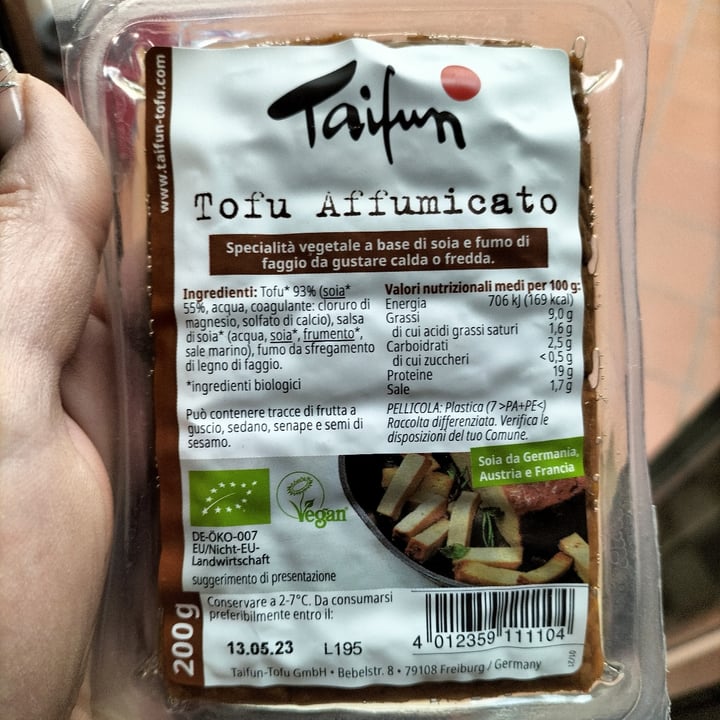 www.taifun-tofu.com
Taifun
Tofu Affumicato
Specialità vegetale a base di soia e fumo di
faggio da gustare calda o fredda.
Ingredienti: Tofu* 93% (soia*
55%, acqua, coagulante: cloruro di
magnesio, solfato di calcio), salsa
di soia* (acqua, soia*, frumento*,
sale marino), fumo da sfregamento
di legno di faggio.
*ingredienti biologici
Può contenere tracce di frutta a
guscio, sedano, senape e semi di
sesamo.
Valori nutrizionali medi per 100 g:
Energia 706 kJ (169 kcal)
Grassi 9,0 g
di cui acidi grassi saturi 1,6 g
Carboidrati 2,5 g
di cui zuccheri <0,5 g
Proteine 19 g
Sale 1,7 g
PELLICOLA: Plastica (7 >PA+PE<)
Raccolta differenziata. Verifica le
disposizioni del tuo Comune.
Soia da Germania,
Austria e Francia
Vegan
DE-ÖKO-007
EU/Nicht-EU-
Landwirtschaft
suggerimento di presentazione
200g
Conservare a 2-7°C. Da consumarsi
preferibilmente entro il:
13.05.23 L195
4 012359 111104
01/21
Taifun-Tofu GmbH • Bebelstr. 8 • 79108 Freiburg / Germany